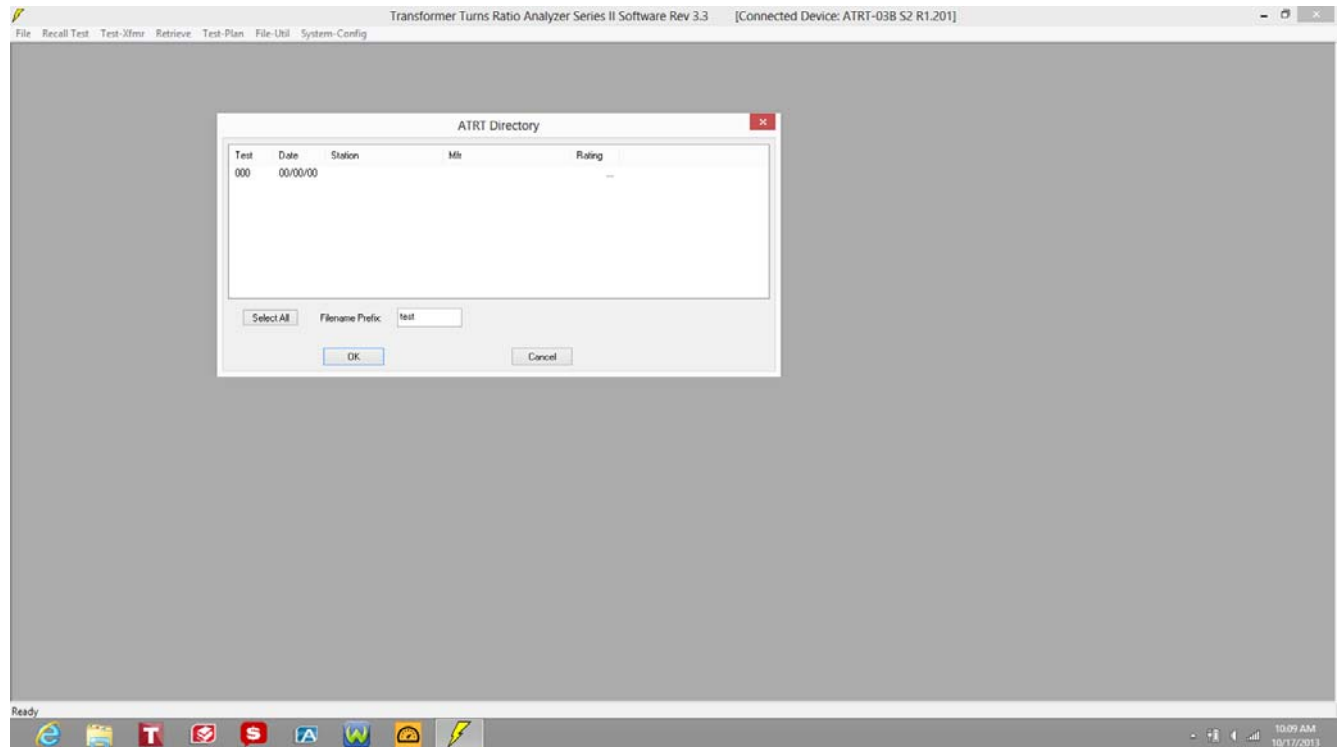 Transformer Turns Ratio Analyzer Series II Software Rev 3.3 [Connected Device: ATRT-03B S2 R1.201]
File Recall Test Test-Xfmr Retrieve Test-Plan File-Util System-Config
ATRT Directory
Test Date Station Mfr Rating
000 00/00/00 ...
Select All Filename Prefix: test
OK Cancel
Ready
10:09 AM
10/17/2013